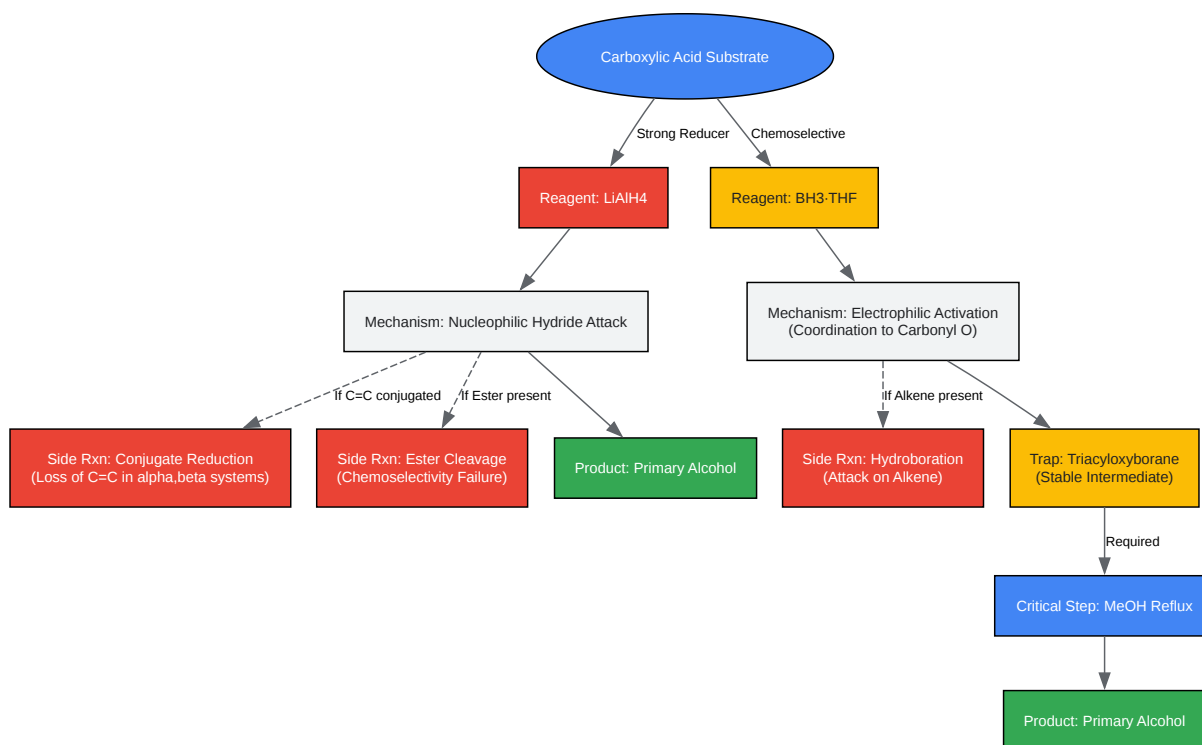 Carboxylic Acid Substrate
Strong Reducer
Chemoselective
Reagent: LiAlH4
Reagent: BH3·THF
Mechanism: Nucleophilic Hydride Attack
Mechanism: Electrophilic Activation
(Coordination to Carbonyl O)
If C=C conjugated
If Ester present
If Alkene present
Side Rxn: Conjugate Reduction
(Loss of C=C in alpha,beta systems)
Side Rxn: Ester Cleavage
(Chemoselectivity Failure)
Product: Primary Alcohol
Side Rxn: Hydroboration
(Attack on Alkene)
Trap: Triacyloxyborane
(Stable Intermediate)
Required
Critical Step: MeOH Reflux
Product: Primary Alcohol